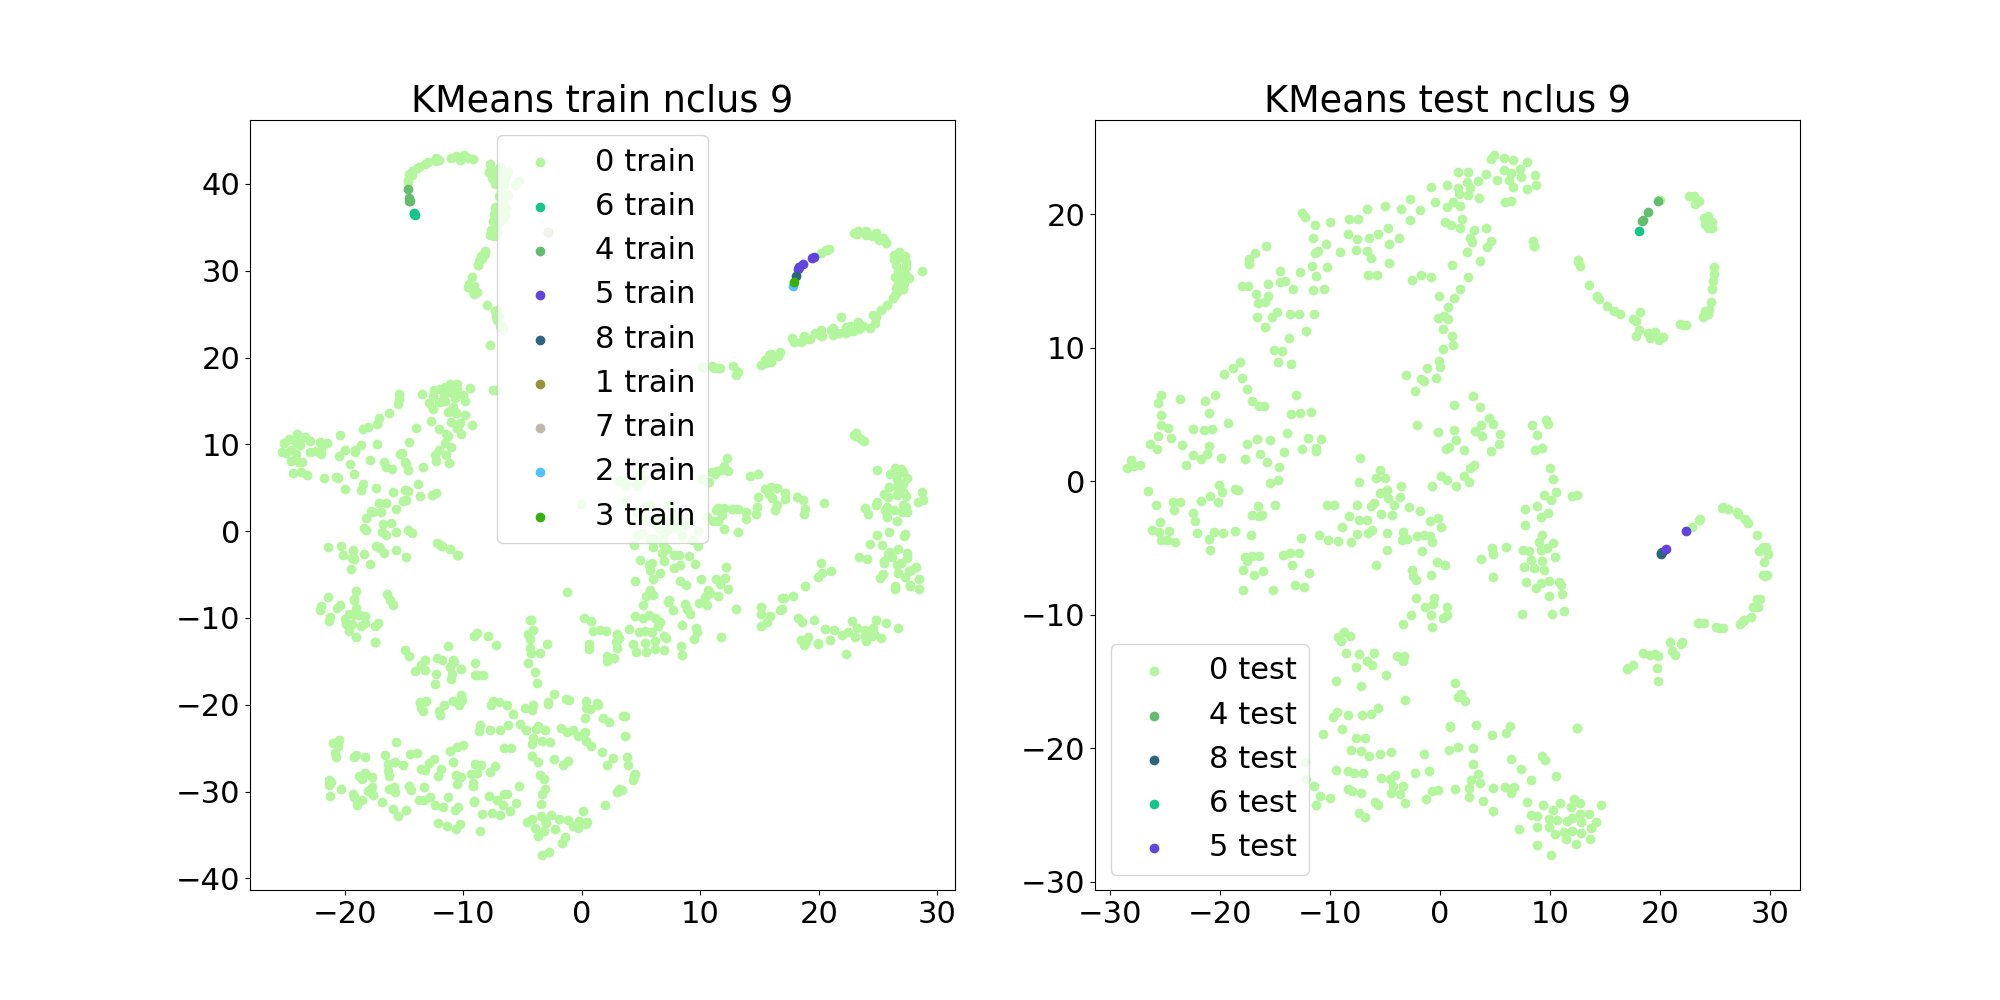 KMeans train nclus 9
40
30
20
10
0
−10
−20
−30
−40
−20
−10
0
10
20
30
0 train
6 train
4 train
5 train
8 train
1 train
7 train
2 train
3 train
KMeans test nclus 9
20
10
0
−10
−20
−30
−30
−20
−10
0
10
20
30
0 test
4 test
8 test
6 test
5 test